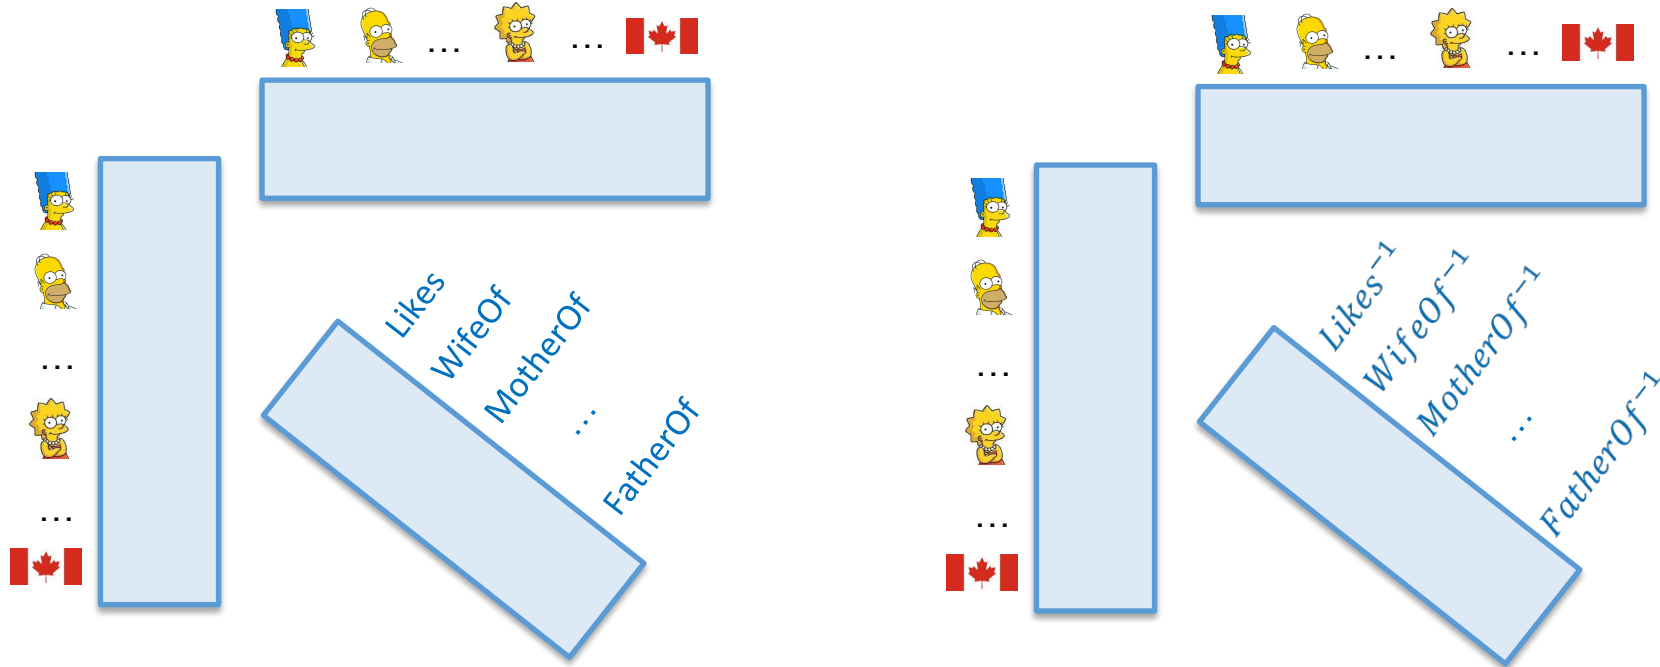 ... ...
Likes
WifeOf
MotherOf
...
FatherOf
...
...
... ...
Likes⁻¹
WifeOf⁻¹
MotherOf⁻¹
...
FatherOf⁻¹
...
...